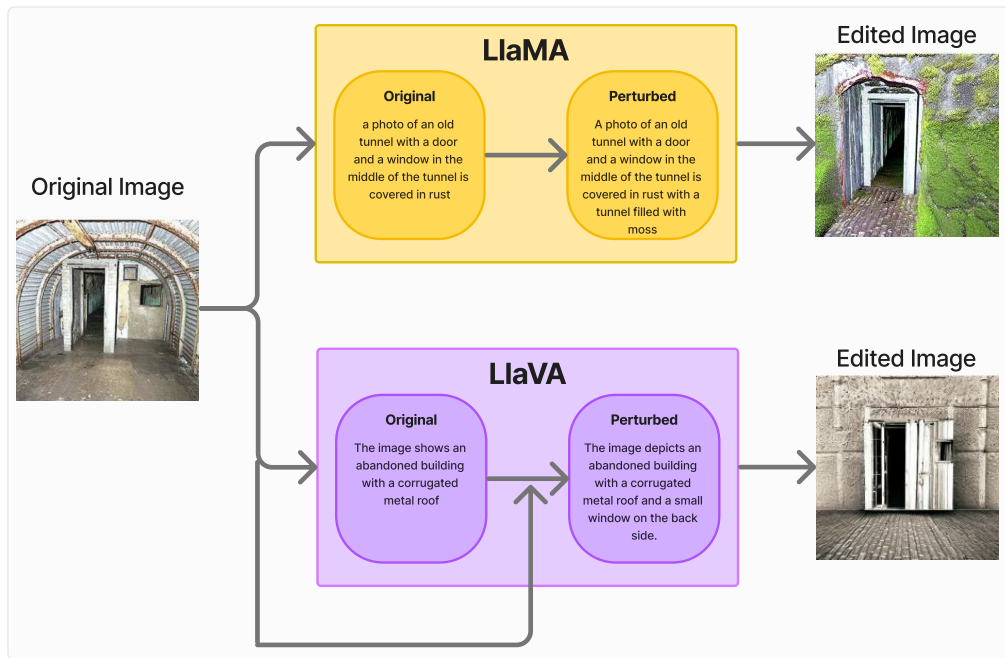 Original Image
LlaMA
Original
a photo of an old
tunnel with a door
and a window in the
middle of the tunnel is
covered in rust
Perturbed
A photo of an old
tunnel with a door
and a window in the
middle of the tunnel is
covered in rust with a
tunnel filled with
moss
Edited Image
LlaVA
Original
The image shows an
abandoned building
with a corrugated
metal roof
Perturbed
The image depicts an
abandoned building
with a corrugated
metal roof and a small
window on the back
side.
Edited Image